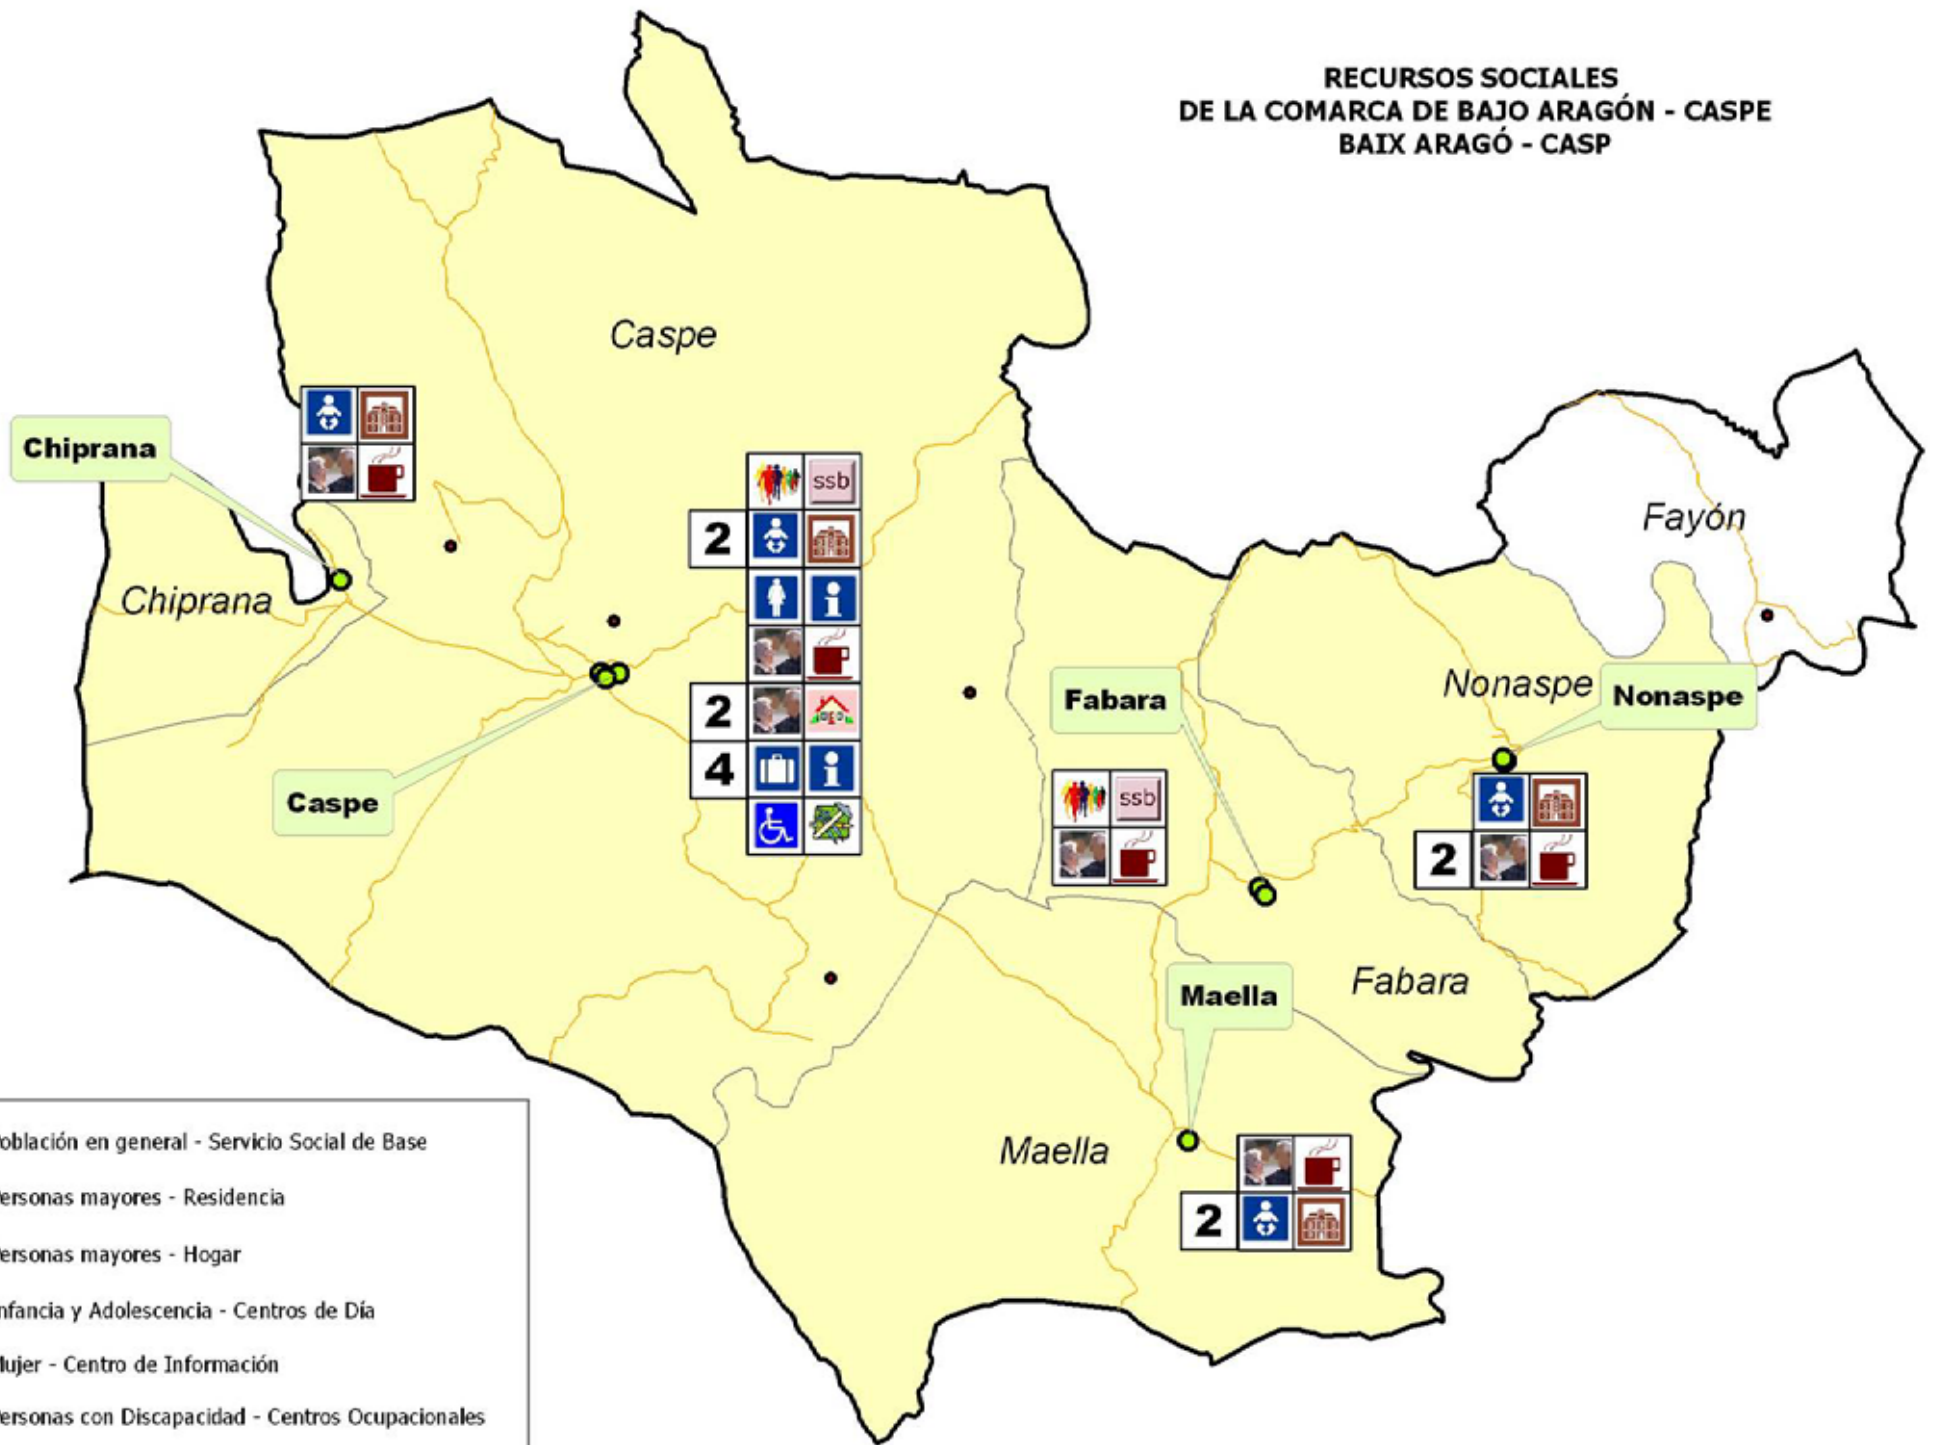 RECURSOS SOCIALES
DE LA COMARCA DE BAJO ARAGÓN - CASPE
BAIX ARAGÓ - CASP
Caspe
Chiprana
ssb
Fayón
2
Chiprana
Nonaspe
Nonaspe
Fabara
2
4
Caspe
ssb
2
Fabara
Maella
Maella
2
oblación en general - Servicio Social de Base
ersonas mayores - Residencia
ersonas mayores - Hogar
nfancia y Adolescencia - Centros de Día
Mujer - Centro de Información
ersonas con Discapacidad - Centros Ocupacionales